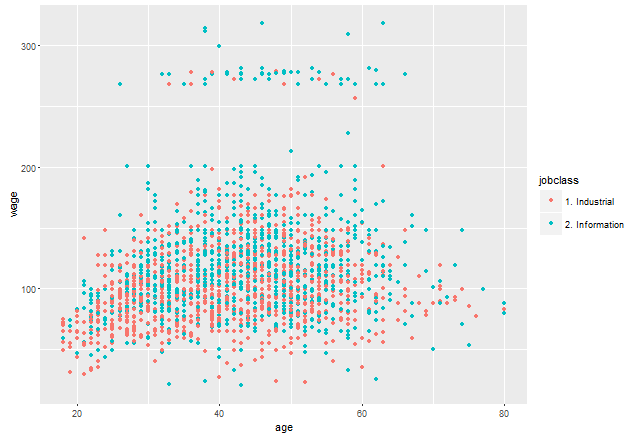 300
200
100
wage
20
40
60
80
age
jobclass
1. Industrial
2. Information